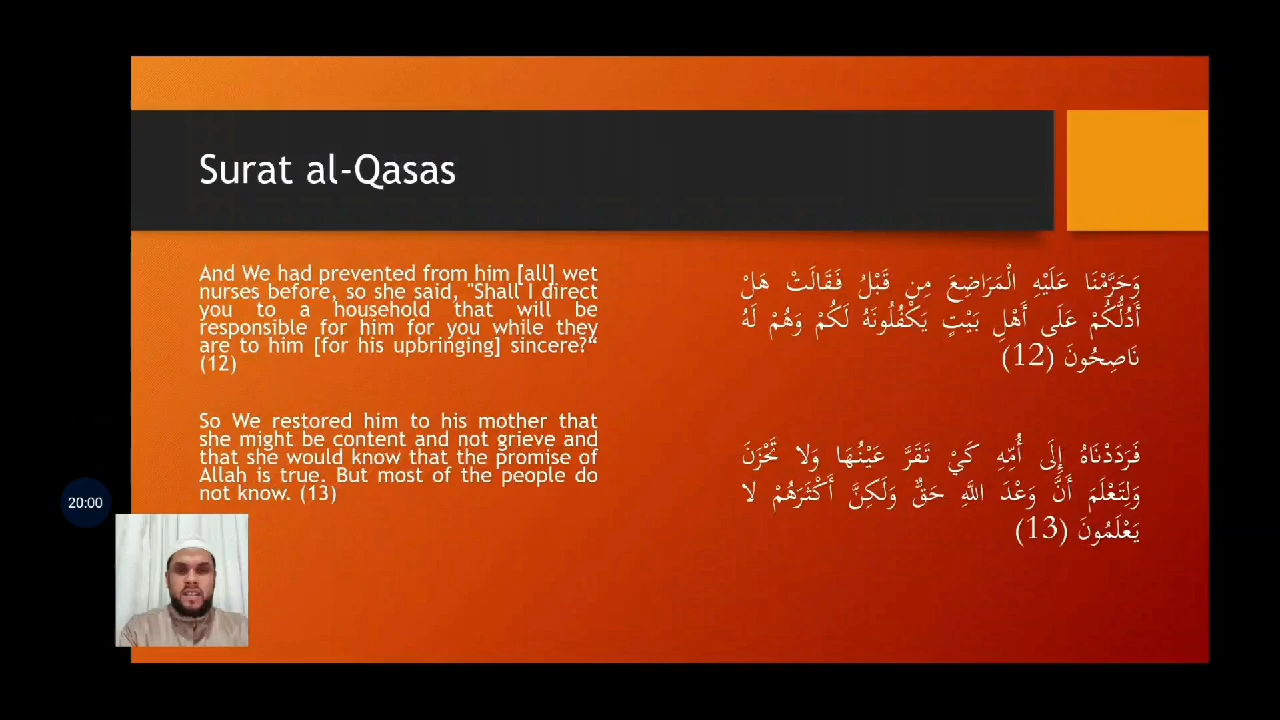 Surat al-Qasas
And We had prevented from him [all] wet
nurses before, so she said, "Shall I direct
you to a household that will be
responsible for him for you while they
are to him [for his upbringing] sincere?“
(12)
So We restored him to his mother that
she might be content and not grieve and
that she would know that the promise of
Allah is true. But most of the people do
not know. (13)
وَحَرَّمْنَا عَلَيْهِ الْمَرَاضِعَ مِن قَبْلُ فَقَالَتْ هَلْ
أَدُلُّكُمْ عَلَى أَهْلِ بَيْتٍ يَكْفُلُونَهُ لَكُمْ وَهُمْ لَهُ
نَاصِحُونَ (12)
فَرَدَدْنَاهُ إِلَى أُمِّهِ كَيْ تَقَرَّ عَيْنُهَا وَلا تَحْزَنَ
وَلِتَعْلَمَ أَنَّ وَعْدَ اللَّهِ حَقٌّ وَلَكِنَّ أَكْثَرَهُمْ لا
يَعْلَمُونَ (13)
20:00